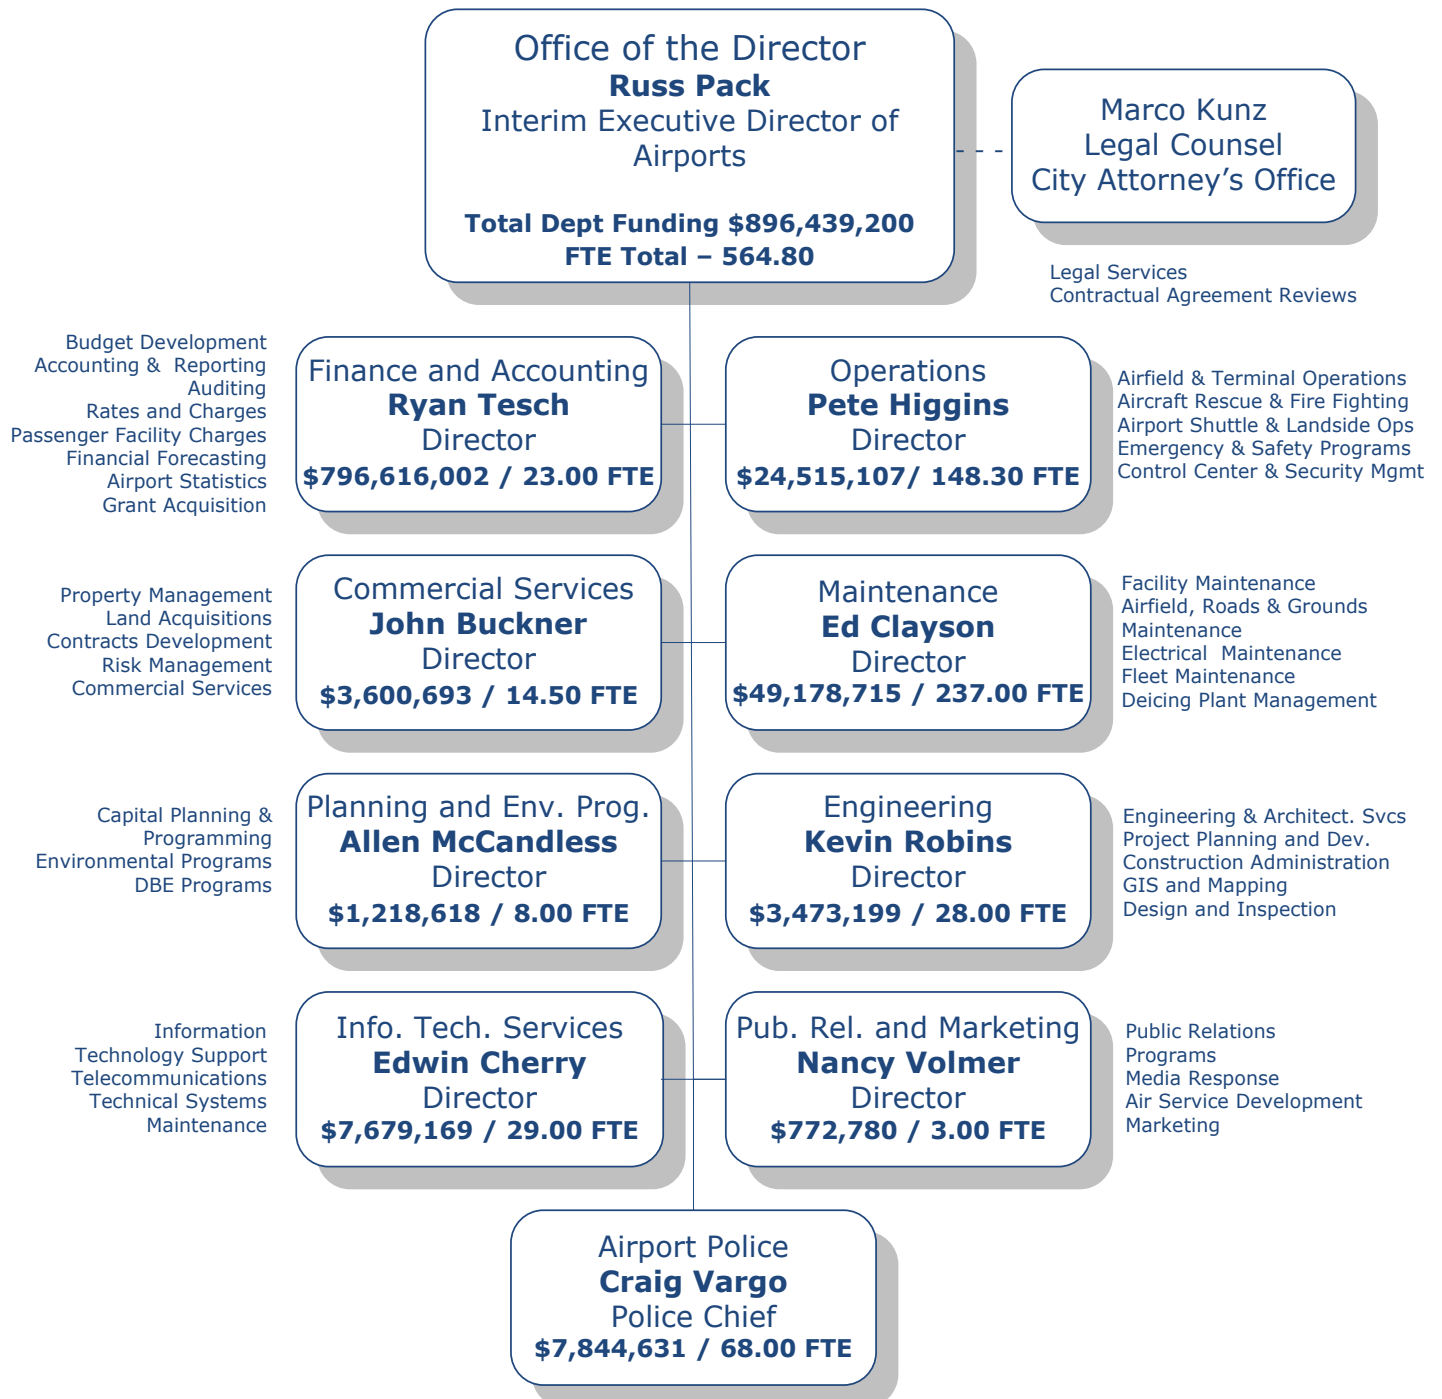 Office of the Director
Russ Pack
Interim Executive Director of
Airports
Total Dept Funding $896,439,200
FTE Total – 564.80
Marco Kunz
Legal Counsel
City Attorney’s Office
Legal Services
Contractual Agreement Reviews
Budget Development
Accounting & Reporting
Auditing
Rates and Charges
Passenger Facility Charges
Financial Forecasting
Airport Statistics
Grant Acquisition
Finance and Accounting
Ryan Tesch
Director
$796,616,002 / 23.00 FTE
Operations
Pete Higgins
Director
$24,515,107/ 148.30 FTE
Airfield & Terminal Operations
Aircraft Rescue & Fire Fighting
Airport Shuttle & Landside Ops
Emergency & Safety Programs
Control Center & Security Mgmt
Property Management
Land Acquisitions
Contracts Development
Risk Management
Commercial Services
Commercial Services
John Buckner
Director
$3,600,693 / 14.50 FTE
Maintenance
Ed Clayson
Director
$49,178,715 / 237.00 FTE
Facility Maintenance
Airfield, Roads & Grounds
Maintenance
Electrical Maintenance
Fleet Maintenance
Deicing Plant Management
Capital Planning &
Programming
Environmental Programs
DBE Programs
Planning and Env. Prog.
Allen McCandless
Director
$1,218,618 / 8.00 FTE
Engineering
Kevin Robins
Director
$3,473,199 / 28.00 FTE
Engineering & Architect. Svcs
Project Planning and Dev.
Construction Administration
GIS and Mapping
Design and Inspection
Information
Technology Support
Telecommunications
Technical Systems
Maintenance
Info. Tech. Services
Edwin Cherry
Director
$7,679,169 / 29.00 FTE
Pub. Rel. and Marketing
Nancy Volmer
Director
$772,780 / 3.00 FTE
Public Relations
Programs
Media Response
Air Service Development
Marketing
Airport Police
Craig Vargo
Police Chief
$7,844,631 / 68.00 FTE